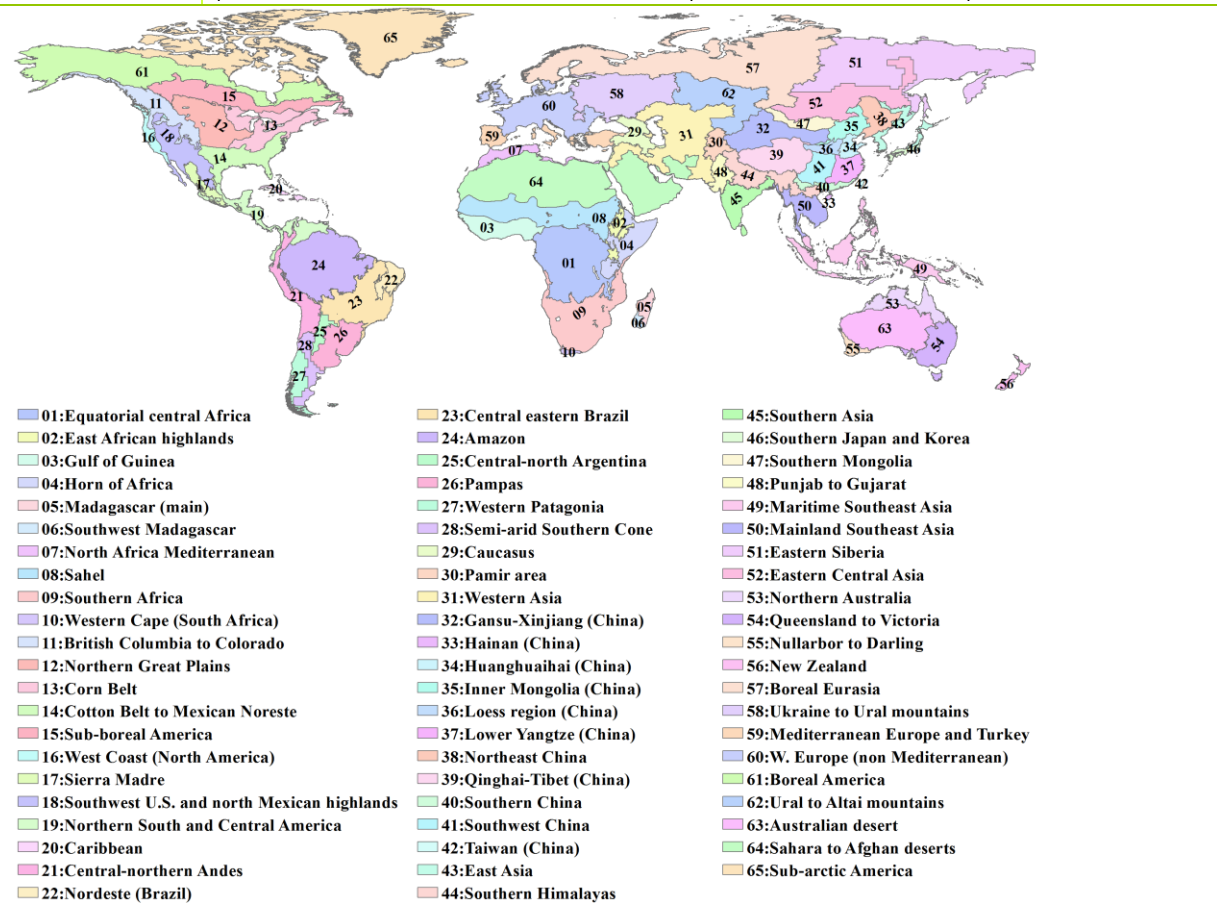 65
61
51
57
15
62
58
11
60
52
12
13
47
38
43
32
35
16
18
59
29
31
07
30
36
34
46
14
39
41
37
44
48
64
17
20
40
42
45
33
50
19
08
02
03
04
01
24
49
22
21
23
05
09
06
53
25
26
63
28
54
10
55
27
56
01:Equatorial central Africa
02:East African highlands
03:Gulf of Guinea
04:Horn of Africa
05:Madagascar (main)
06:Southwest Madagascar
07:North Africa Mediterranean
08:Sahel
09:Southern Africa
10:Western Cape (South Africa)
11:British Columbia to Colorado
12:Northern Great Plains
13:Corn Belt
14:Cotton Belt to Mexican Noreste
15:Sub-boreal America
16:West Coast (North America)
17:Sierra Madre
18:Southwest U.S. and north Mexican highlands
19:Northern South and Central America
20:Caribbean
21:Central-northern Andes
22:Nordeste (Brazil)
23:Central eastern Brazil
24:Amazon
25:Central-north Argentina
26:Pampas
27:Western Patagonia
28:Semi-arid Southern Cone
29:Caucasus
30:Pamir area
31:Western Asia
32:Gansu-Xinjiang (China)
33:Hainan (China)
34:Huanghuaihai (China)
35:Inner Mongolia (China)
36:Loess region (China)
37:Lower Yangtze (China)
38:Northeast China
39:Qinghai-Tibet (China)
40:Southern China
41:Southwest China
42:Taiwan (China)
43:East Asia
44:Southern Himalayas
45:Southern Asia
46:Southern Japan and Korea
47:Southern Mongolia
48:Punjab to Gujarat
49:Maritime Southeast Asia
50:Mainland Southeast Asia
51:Eastern Siberia
52:Eastern Central Asia
53:Northern Australia
54:Queensland to Victoria
55:Nullarbor to Darling
56:New Zealand
57:Boreal Eurasia
58:Ukraine to Ural mountains
59:Mediterranean Europe and Turkey
60:W. Europe (non Mediterranean)
61:Boreal America
62:Ural to Altai mountains
63:Australian desert
64:Sahara to Afghan deserts
65:Sub-arctic America